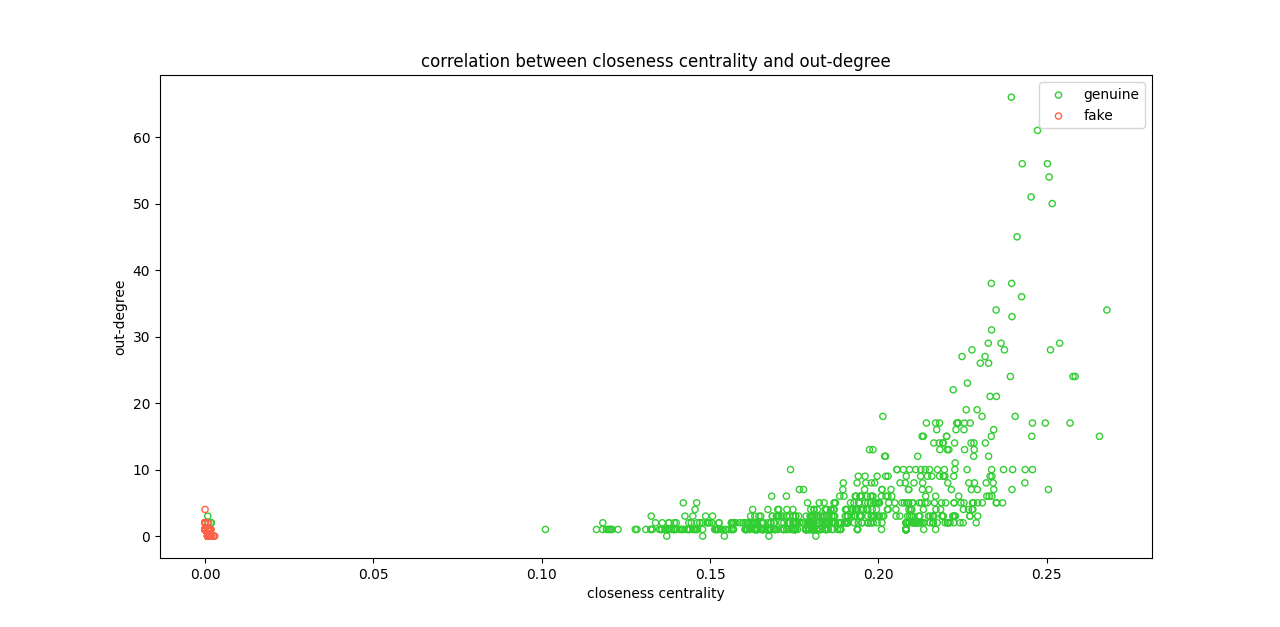 correlation between closeness centrality and out-degree
genuine
fake
60
50
40
30
20
10
0
out-degree
0.00 0.05 0.10 0.15 0.20 0.25
closeness centrality